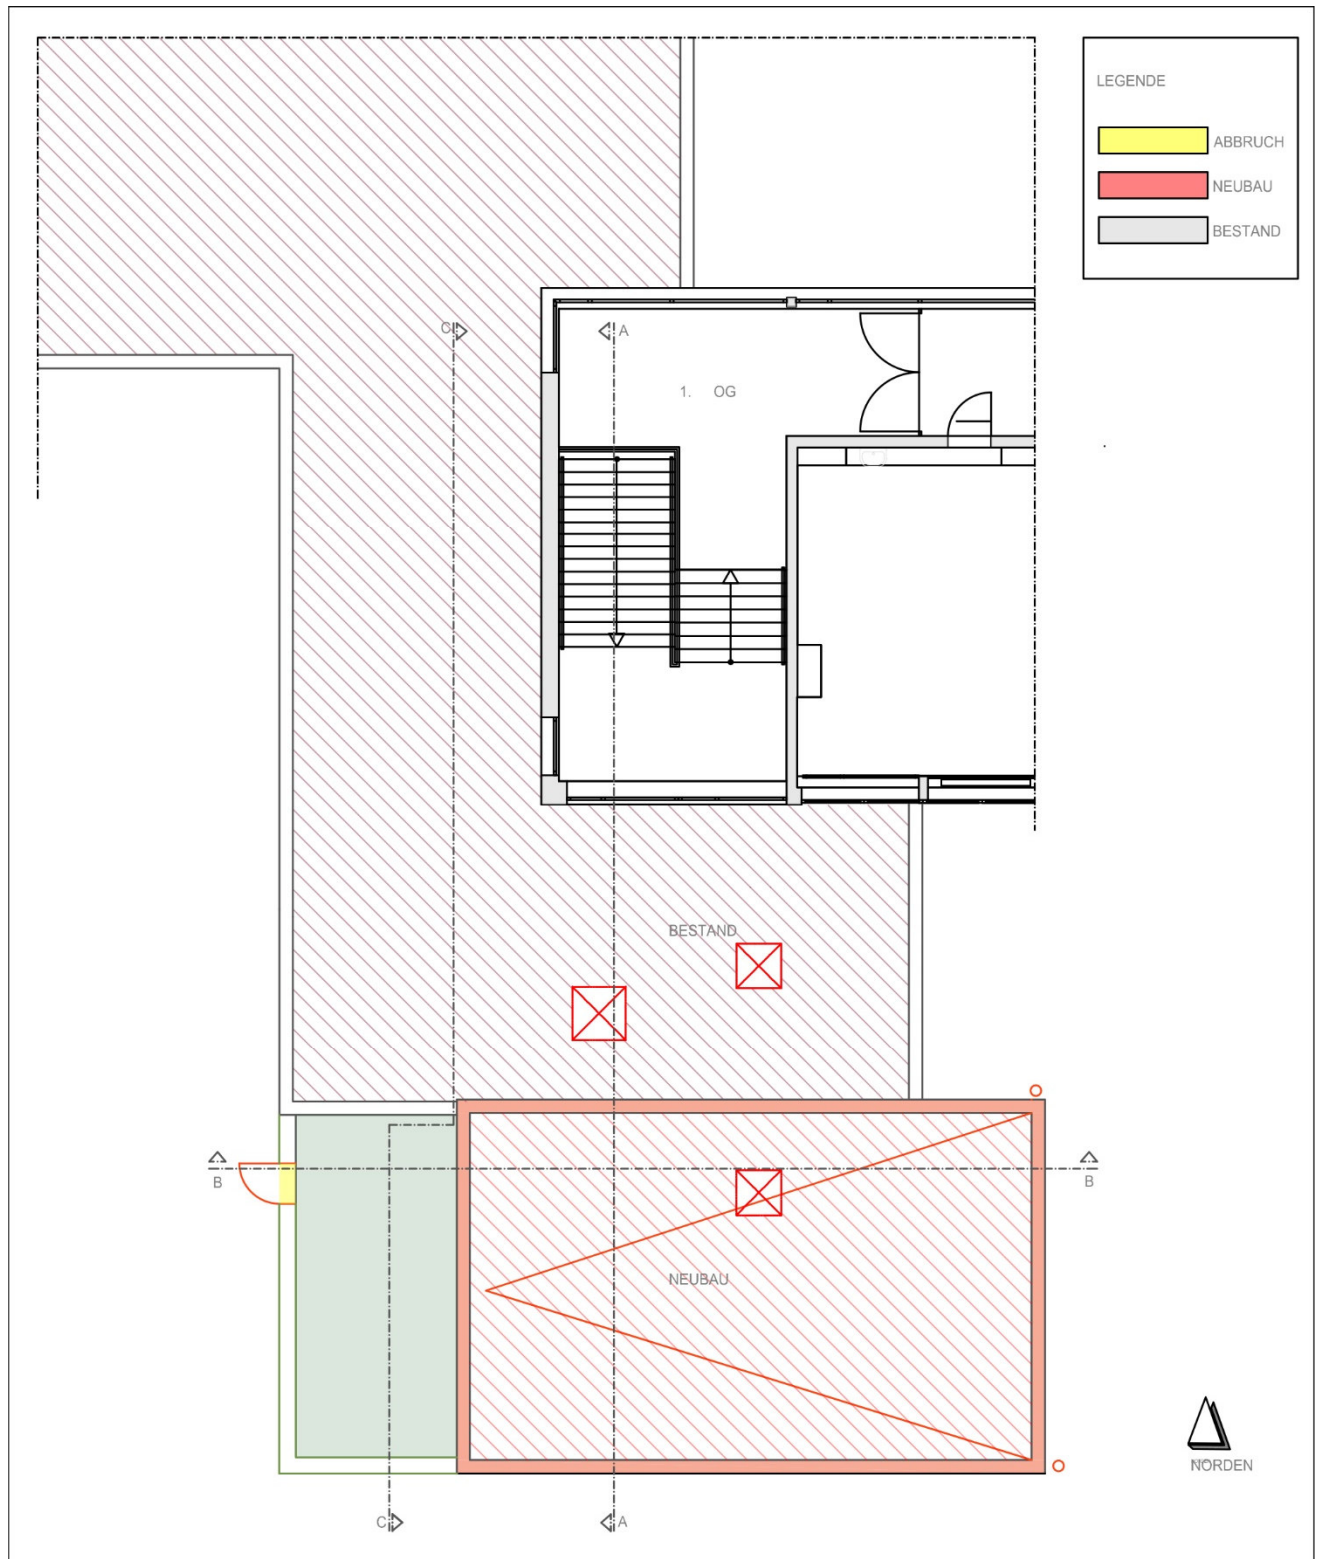 LEGENDE
ABBRUCH
NEUBAU
BESTAND
C
A
1. OG
BESTAND
B
B
NEUBAU
NORDEN
C
A